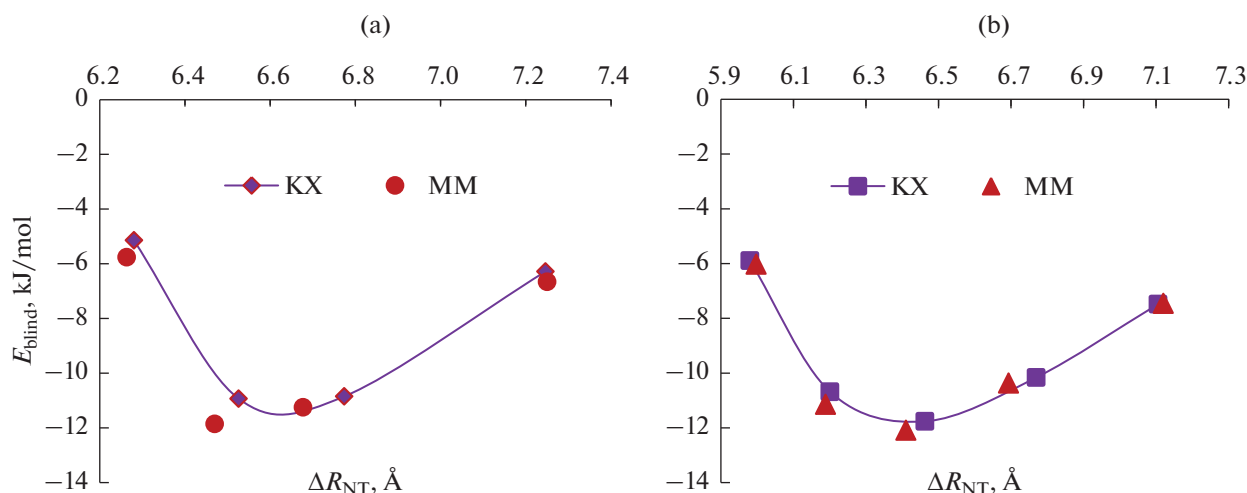 (a)
6.2 6.4 6.6 6.8 7.0 7.2 7.4
0
−2
−4
−6
−8
−10
−12
−14
E_blind, kJ/mol
KX MM
ΔR_NT, Å
(b)
5.9 6.1 6.3 6.5 6.7 6.9 7.1 7.3
0
−2
−4
−6
−8
−10
−12
−14
KX MM
ΔR_NT, Å